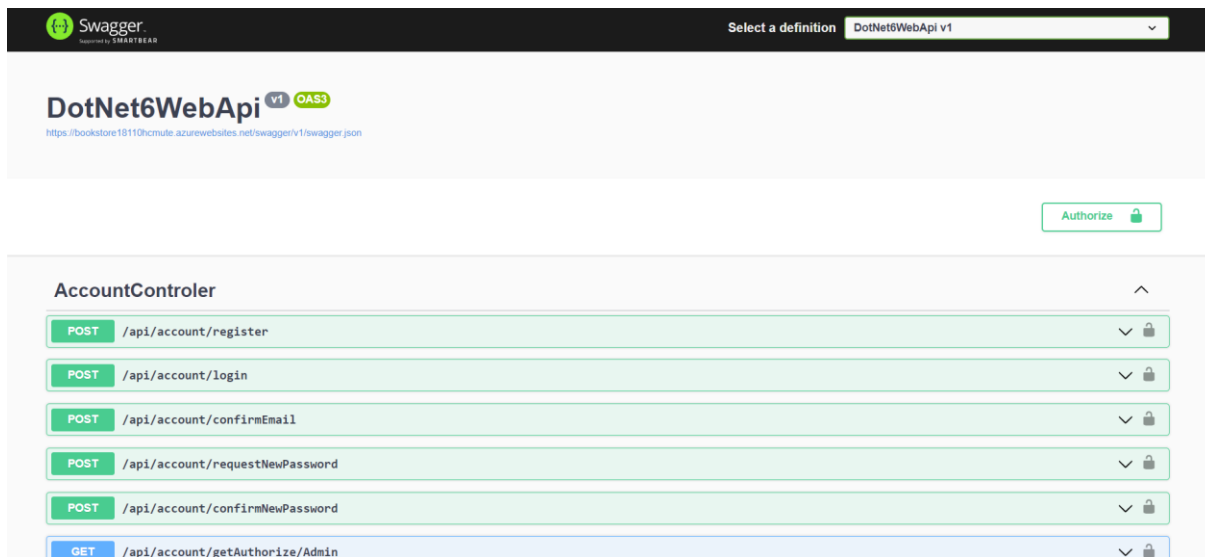 Swagger.
Supported by SMARTBEAR
Select a definition DotNet6WebApi v1
DotNet6WebApi v1 OAS3
https://bookstore18110hcmute.azurewebsites.net/swagger/v1/swagger.json
Authorize
AccountControler
POST /api/account/register
POST /api/account/login
POST /api/account/confirmEmail
POST /api/account/requestNewPassword
POST /api/account/confirmNewPassword
GET /api/account/getAuthorize/Admin